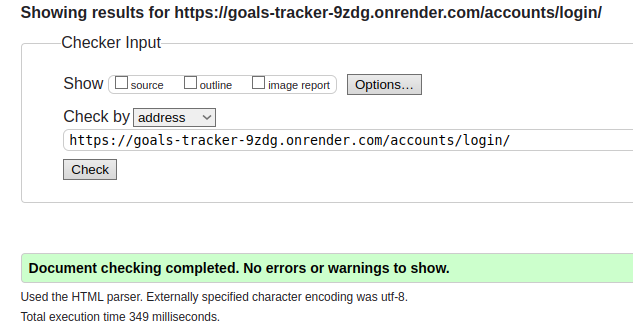 Showing results for https://goals-tracker-9zdg.onrender.com/accounts/login/
Checker Input
Show source outline image report Options...
Check by address
https://goals-tracker-9zdg.onrender.com/accounts/login/
Check
Document checking completed. No errors or warnings to show.
Used the HTML parser. Externally specified character encoding was utf-8.
Total execution time 349 milliseconds.